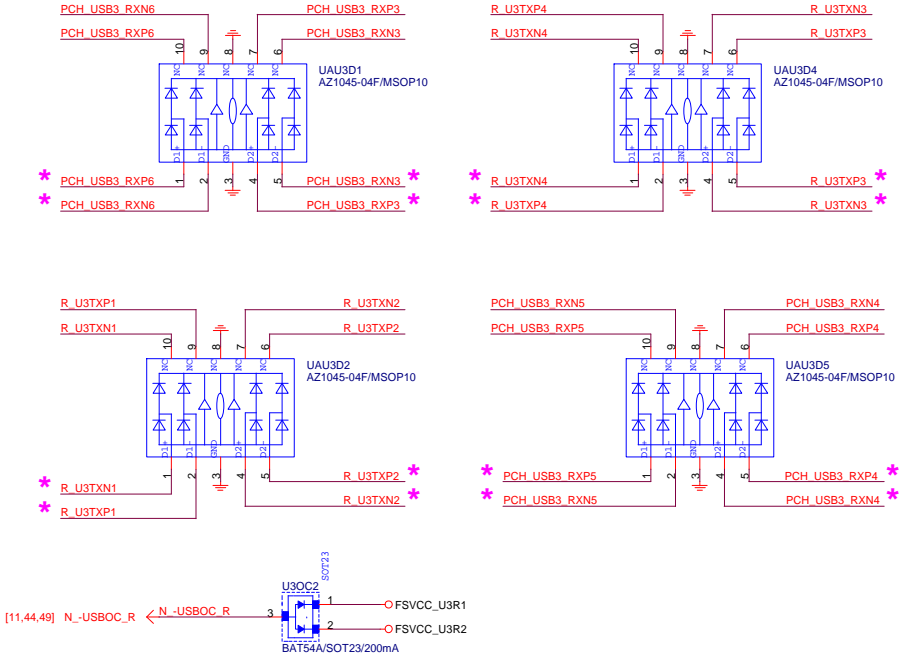 PCH_USB3_RXN6 PCH_USB3_RXP3
PCH_USB3_RXP6 PCH_USB3_RXN3
10 9 8 7 6
NC NC NC NC
UAU3D1
AZ1045-04F/MSOP10
D1+ D1- GND D2+ D2-
1 2 3 4 5
* PCH_USB3_RXP6 PCH_USB3_RXN3 *
* PCH_USB3_RXN6 PCH_USB3_RXP3 *
R_U3TXP4 R_U3TXN3
R_U3TXN4 R_U3TXP3
10 9 8 7 6
NC NC NC NC
UAU3D4
AZ1045-04F/MSOP10
D1+ D1- GND D2+ D2-
1 2 3 4 5
* R_U3TXN4 R_U3TXP3 *
* R_U3TXP4 R_U3TXN3 *
R_U3TXP1 R_U3TXN2
R_U3TXN1 R_U3TXP2
10 9 8 7 6
NC NC NC NC
UAU3D2
AZ1045-04F/MSOP10
D1+ D1- GND D2+ D2-
1 2 3 4 5
R_U3TXP2 *
* R_U3TXN1 R_U3TXN2 *
* R_U3TXP1
PCH_USB3_RXN5 PCH_USB3_RXN4
PCH_USB3_RXP5 PCH_USB3_RXP4
10 9 8 7 6
NC NC NC NC
UAU3D5
AZ1045-04F/MSOP10
D1+ D1- GND D2+ D2-
1 2 3 4 5
* PCH_USB3_RXP5 PCH_USB3_RXP4 *
* PCH_USB3_RXN5 PCH_USB3_RXN4 *
SOT23
U3OC2
1 FSVCC_U3R1
[11,44,49] N_-USBOC_R N_-USBOC_R 3
2 FSVCC_U3R2
BAT54A/SOT23/200mA